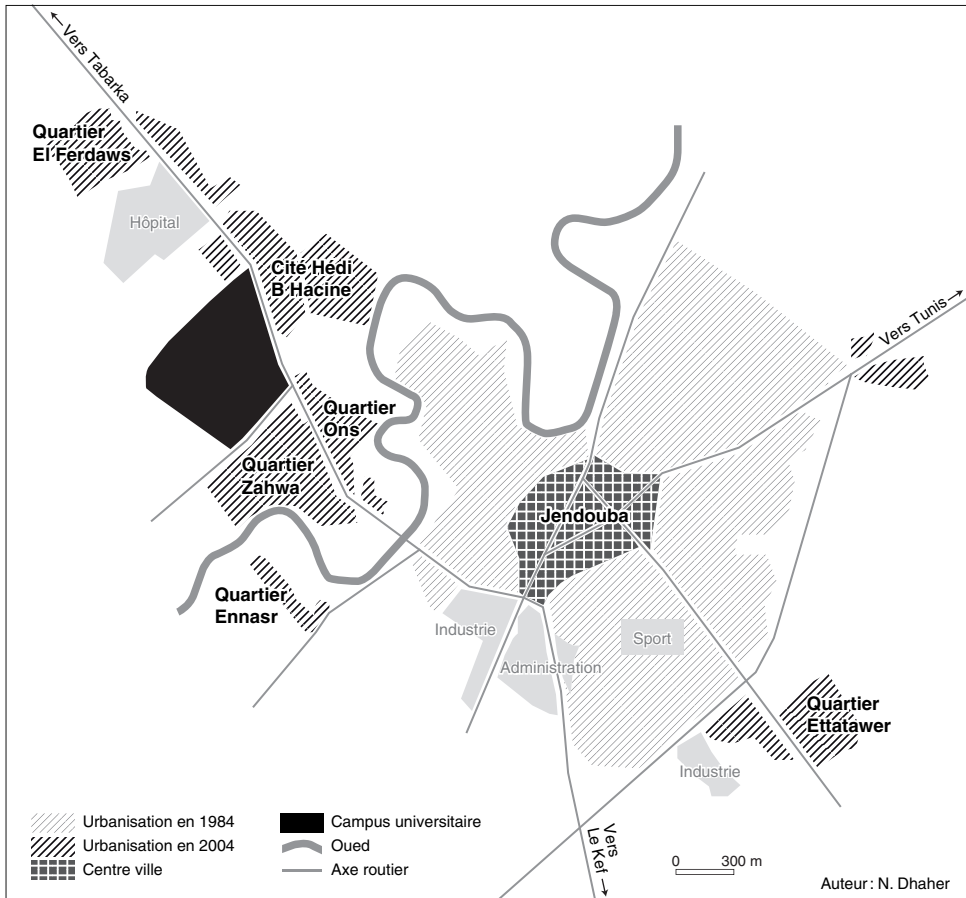 ← Vers Tabarka
Quartier
El Ferdaws
Hôpital
Cité Hédi
B Hacine
Vers Tunis →
Quartier
Ons
Quartier
Zahwa
Jendouba
Quartier
Ennasr
Industrie
Sport
Administration
Quartier
Ettatawer
Industrie
Urbanisation en 1984
Urbanisation en 2004
Centre ville
Campus universitaire
Oued
Axe routier
Vers
Le Kef →
0 300 m
Auteur : N. Dhaher